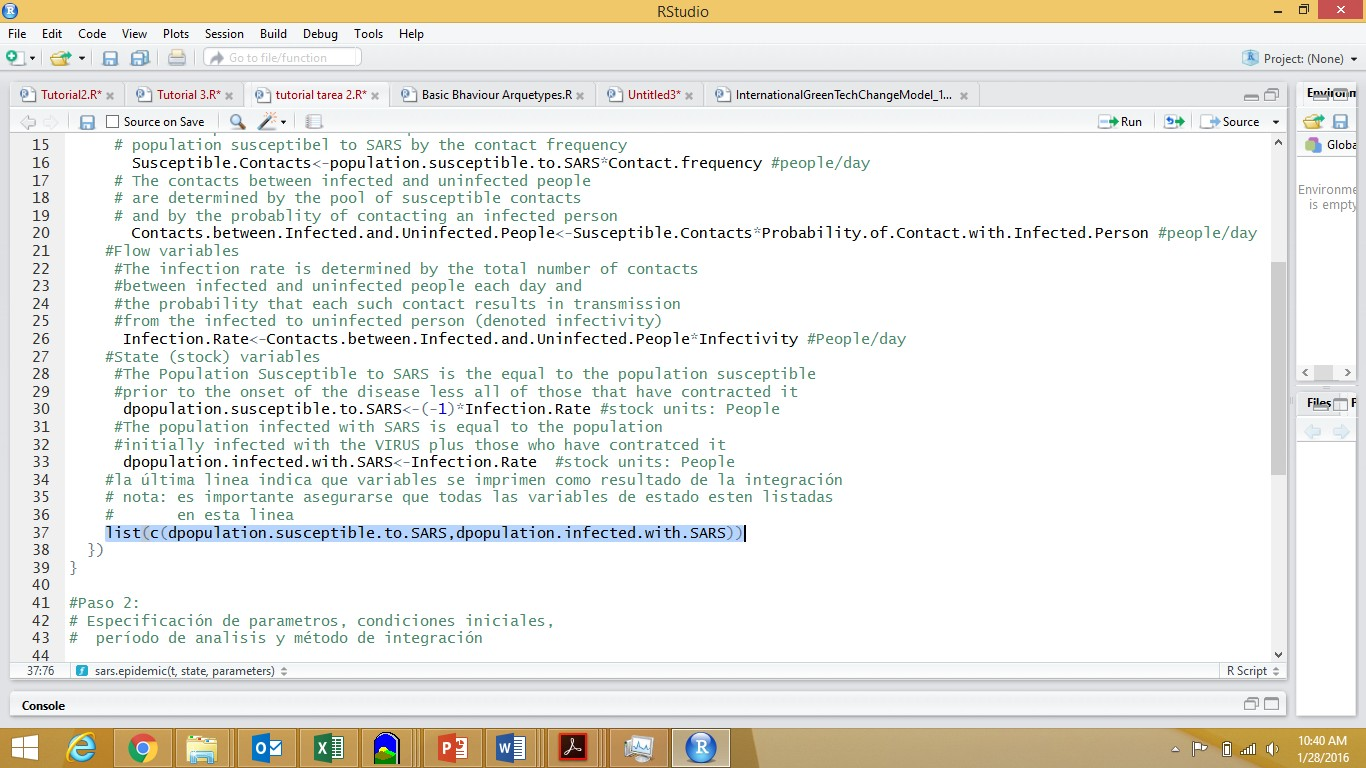 RStudio
File Edit Code View Plots Session Build Debug Tools Help
Go to file/function
Project: (None)
Tutorial2.R* Tutorial 3.R* tutorial tarea 2.R* Basic Bhaviour Arquetypes.R Untitled3* InternationalGreenTechChangeModel_1...
Environm
Source on Save Run Source
Globa
15 # population susceptibel to SARS by the contact frequency
16 Susceptible.Contacts<-population.susceptible.to.SARS*Contact.frequency #people/day
17 # The contacts between infected and uninfected people
18 # are determined by the pool of susceptible contacts
19 # and by the probablity of contacting an infected person
20 Contacts.between.Infected.and.Uninfected.People<-Susceptible.Contacts*Probability.of.Contact.with.Infected.Person #people/day
21 #Flow variables
22 #The infection rate is determined by the total number of contacts
23 #between infected and uninfected people each day and
24 #the probability that each such contact results in transmission
25 #from the infected to uninfected person (denoted infectivity)
26 Infection.Rate<-Contacts.between.Infected.and.Uninfected.People*Infectivity #People/day
27 #State (stock) variables
28 #The Population Susceptible to SARS is the equal to the population susceptible
29 #prior to the onset of the disease less all of those that have contracted it
30 dpopulation.susceptible.to.SARS<-(-1)*Infection.Rate #stock units: People
31 #The population infected with SARS is equal to the population
32 #initially infected with the VIRUS plus those who have contratced it
33 dpopulation.infected.with.SARS<-Infection.Rate #stock units: People
34 #la última linea indica que variables se imprimen como resultado de la integración
35 # nota: es importante asegurarse que todas las variables de estado esten listadas
36 # en esta linea
37 list(c(dpopulation.susceptible.to.SARS,dpopulation.infected.with.SARS))
38 })
39 }
40
41 #Paso 2:
42 # Especificación de parametros, condiciones iniciales,
43 # período de analisis y método de integración
44
Environme
is empty
Files P
37:76 sars.epidemic(t, state, parameters) R Script
Console
10:40 AM
1/28/2016